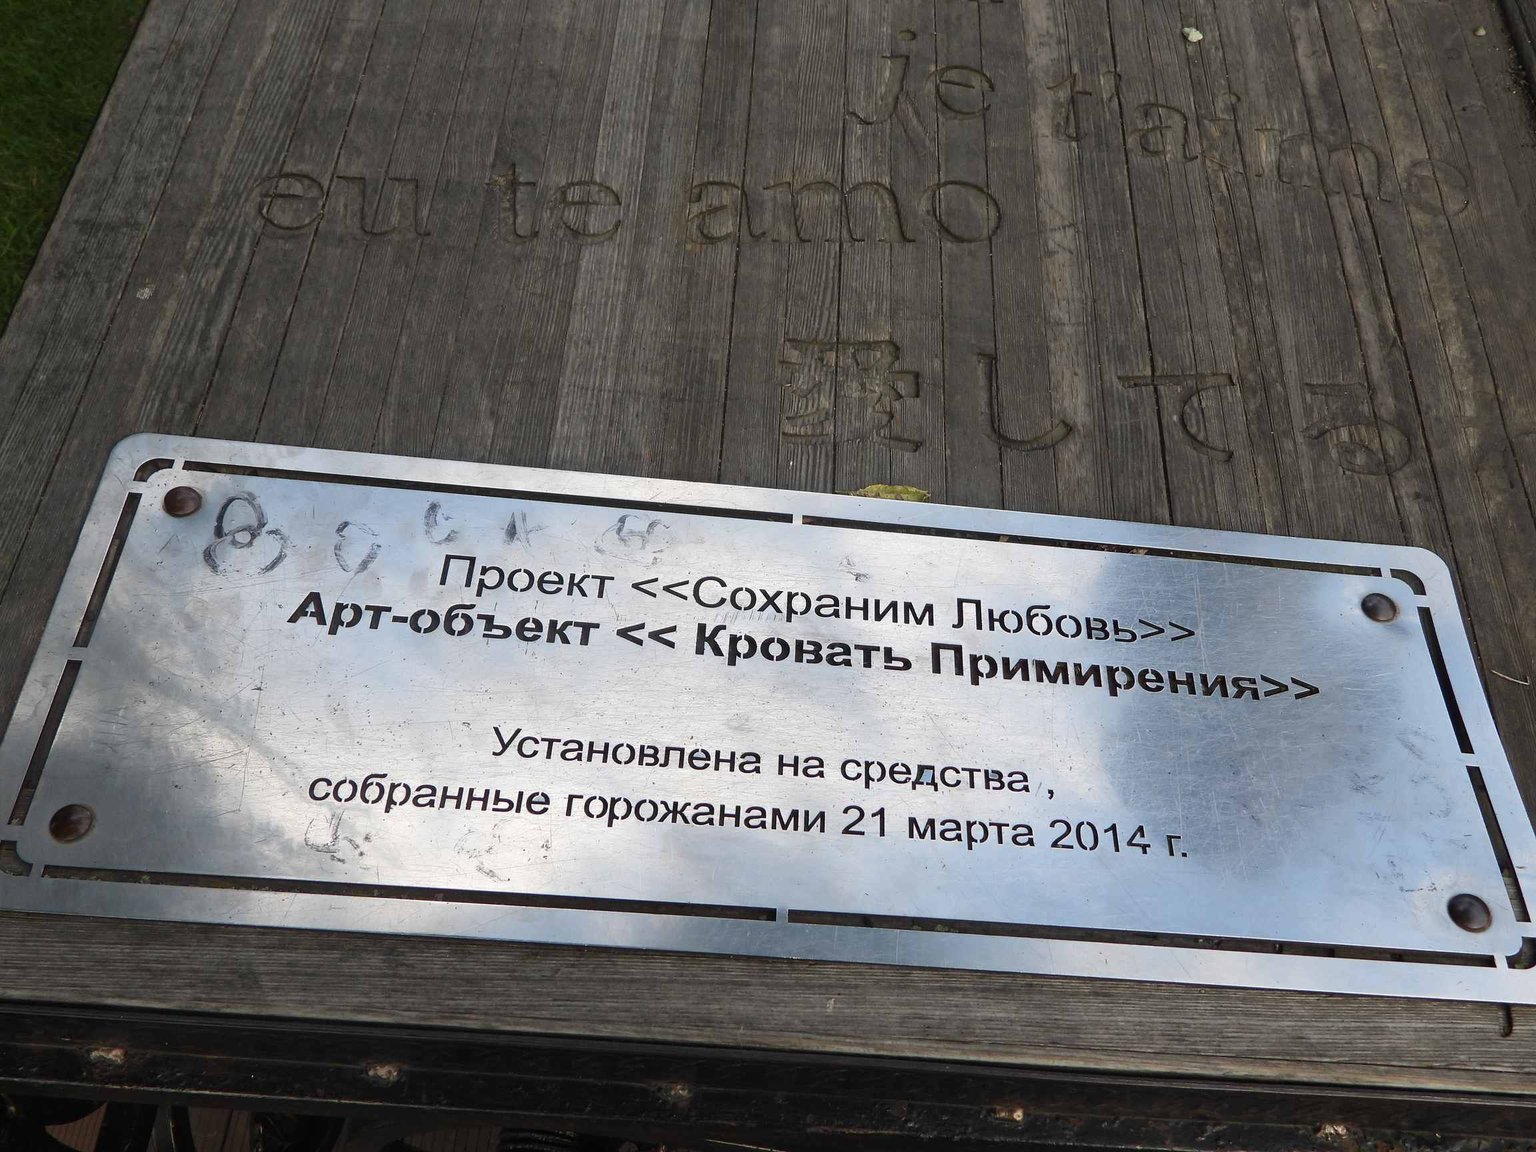 je t'aime
eu te amo
愛してる
Проект <<Сохраним Любовь>>
Арт-объект << Кровать Примирения>>
Установлена на средства ,
собранные горожанами 21 марта 2014 г.